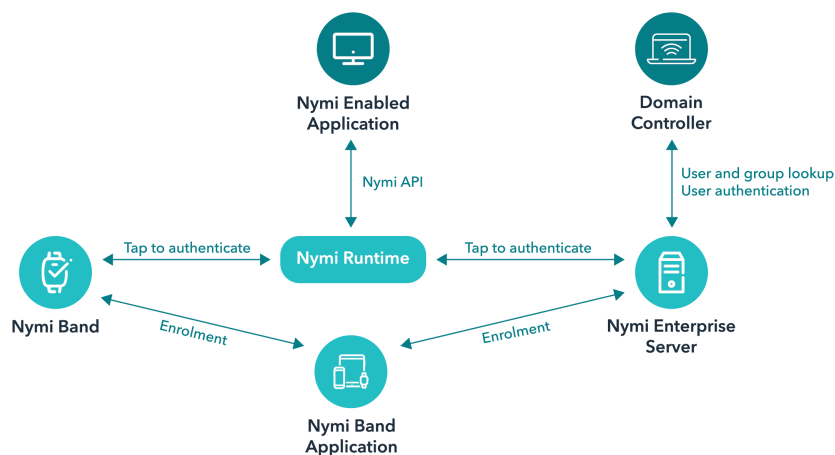 Nymi Enabled
Application
Domain
Controller
Nymi API
User and group lookup
User authentication
Tap to authenticate
Nymi Runtime
Tap to authenticate
Nymi Band
Enrolment
Enrolment
Nymi Enterprise
Server
Nymi Band
Application